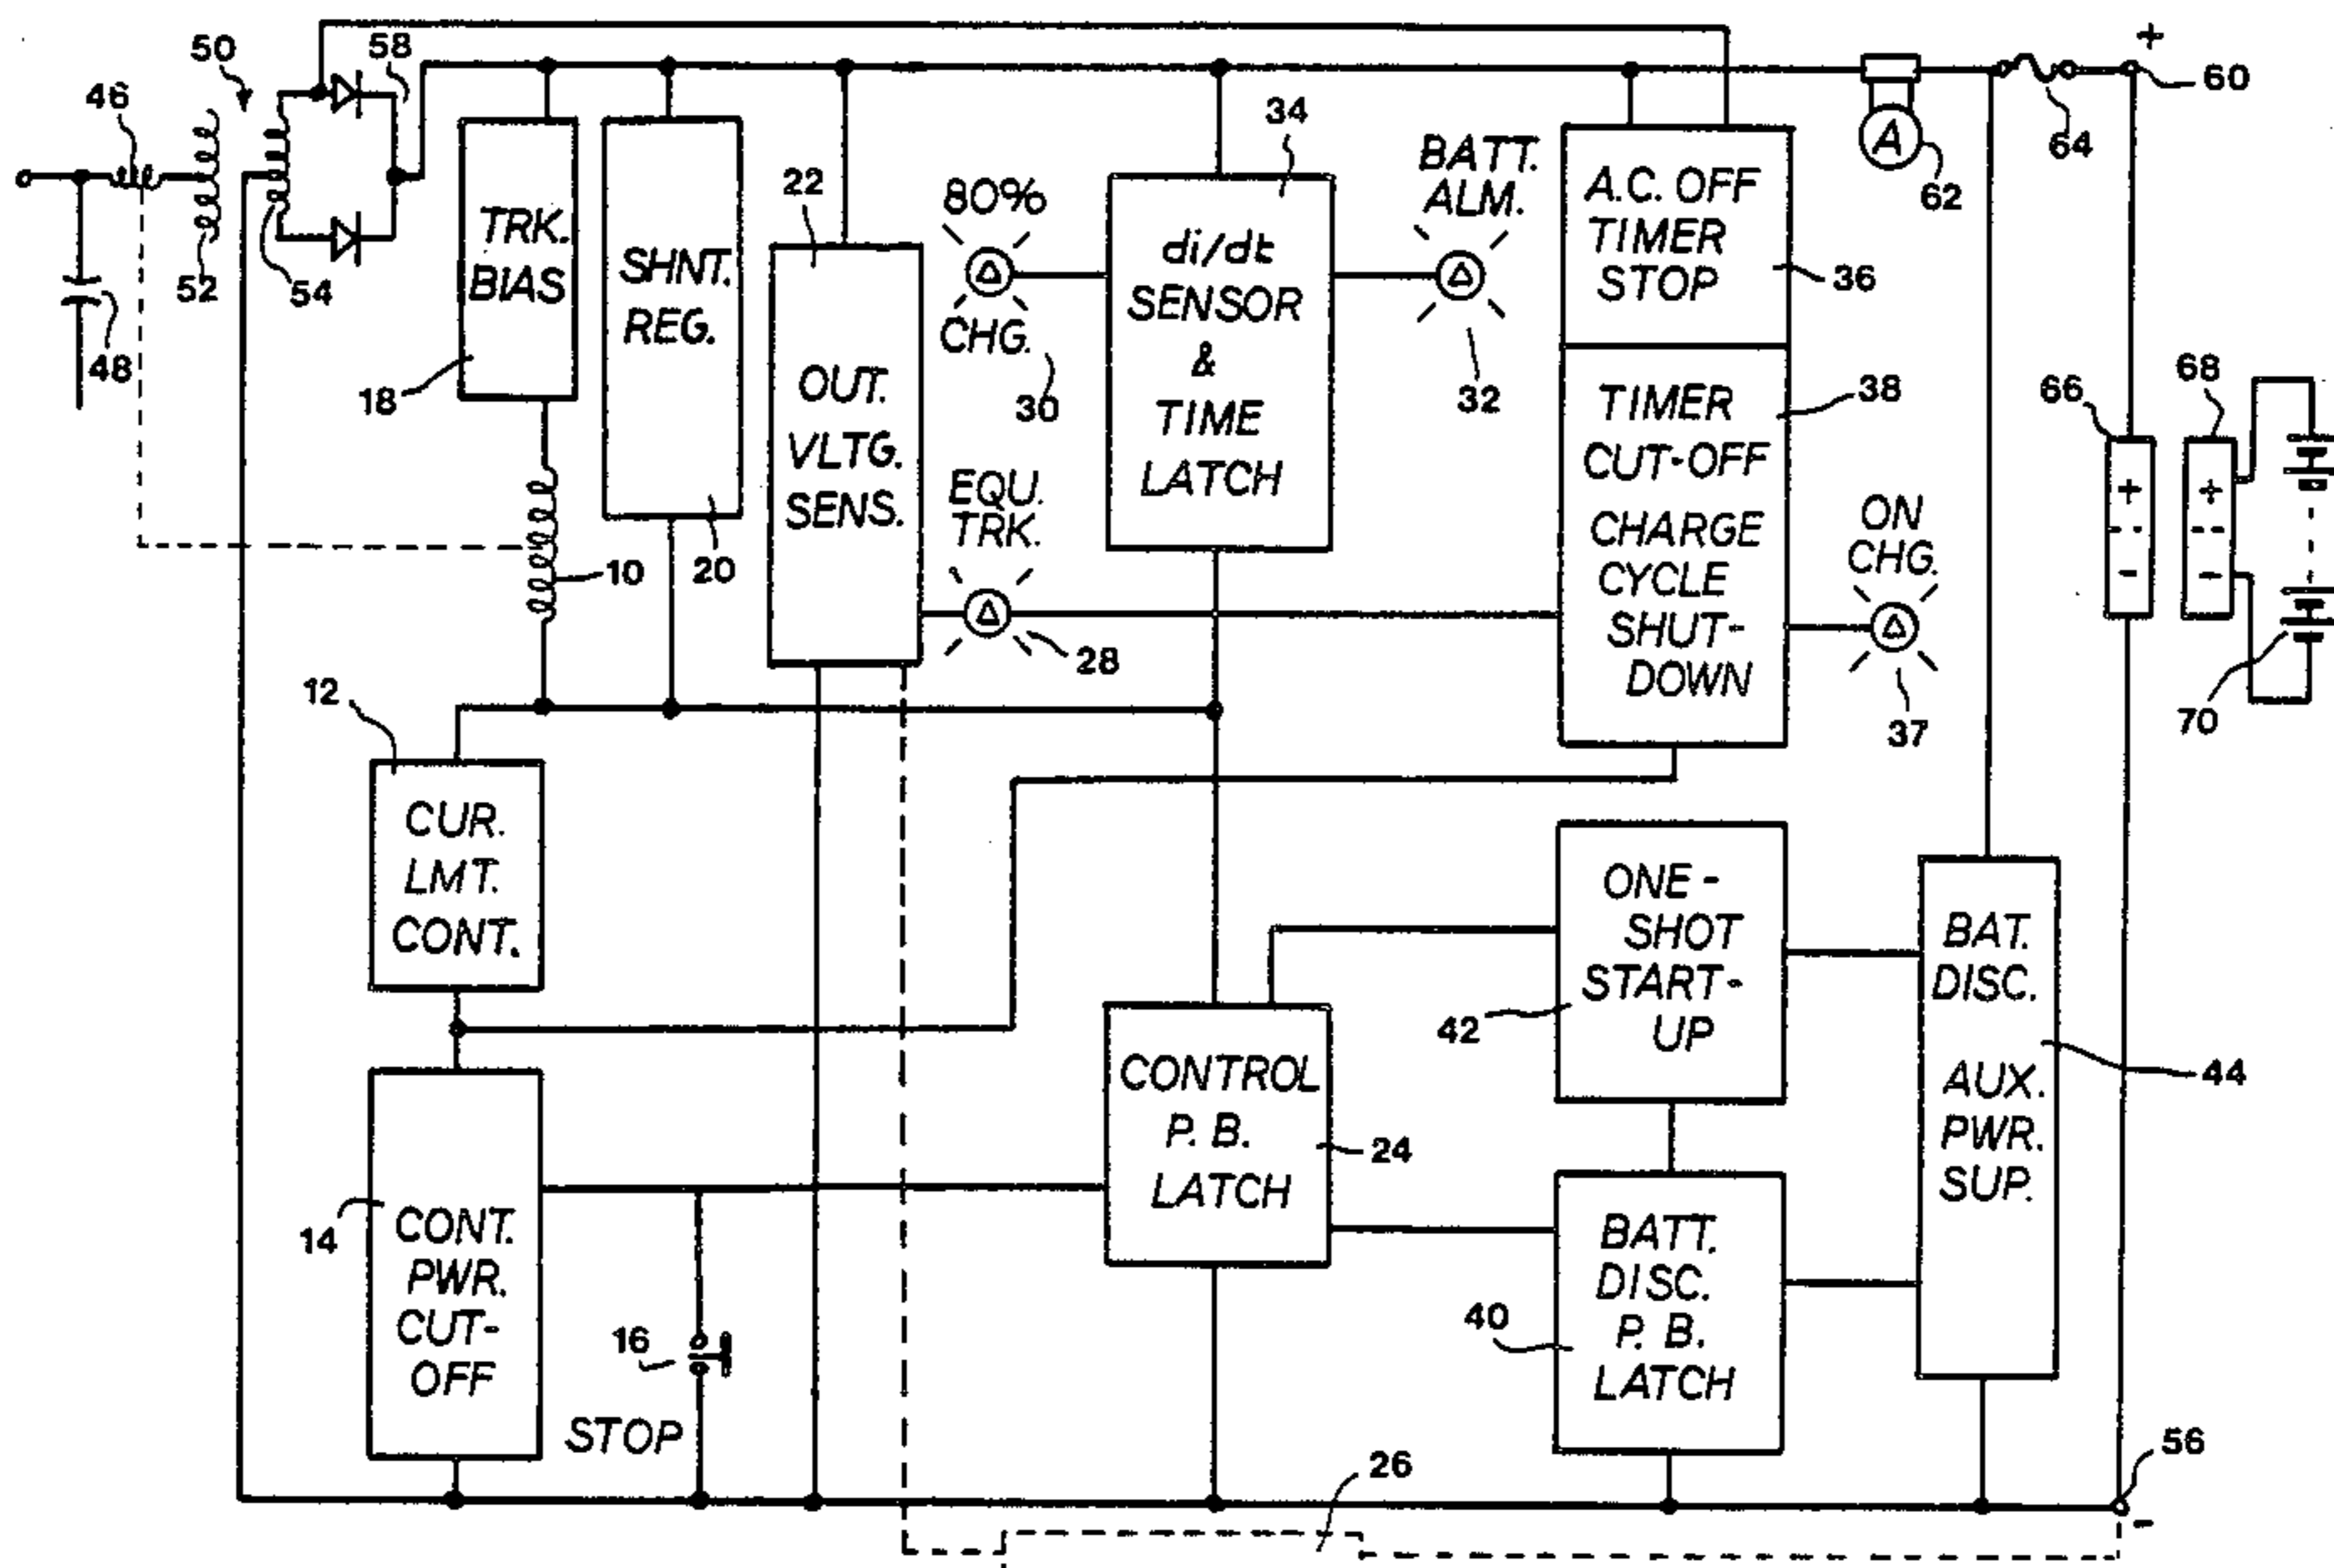 50
58
+
60
46
34
64
BATT.
ALM.
62
A.C. OFF
TIMER
STOP
36
22
80%
CHG.
30
di/dt
SENSOR
&
TIME
LATCH
32
TRK.
BIAS
18
SHNT.
REG.
20
52
54
48
OUT.
VLTG.
SENS.
TIMER
CUT-OFF
CHARGE
CYCLE
SHUT-
DOWN
38
66
68
+
--
-
+
--
-
EQU.
TRK.
28
ON
CHG.
37
70
10
12
CUR.
LMT.
CONT.
ONE-
SHOT
START-
UP
42
BAT.
DISC.
AUX.
PWR.
SUP.
44
CONTROL
P. B.
LATCH
24
14
CONT.
PWR.
CUT-
OFF
16
STOP
BATT.
DISC.
P. B.
LATCH
40
26
56
-
A